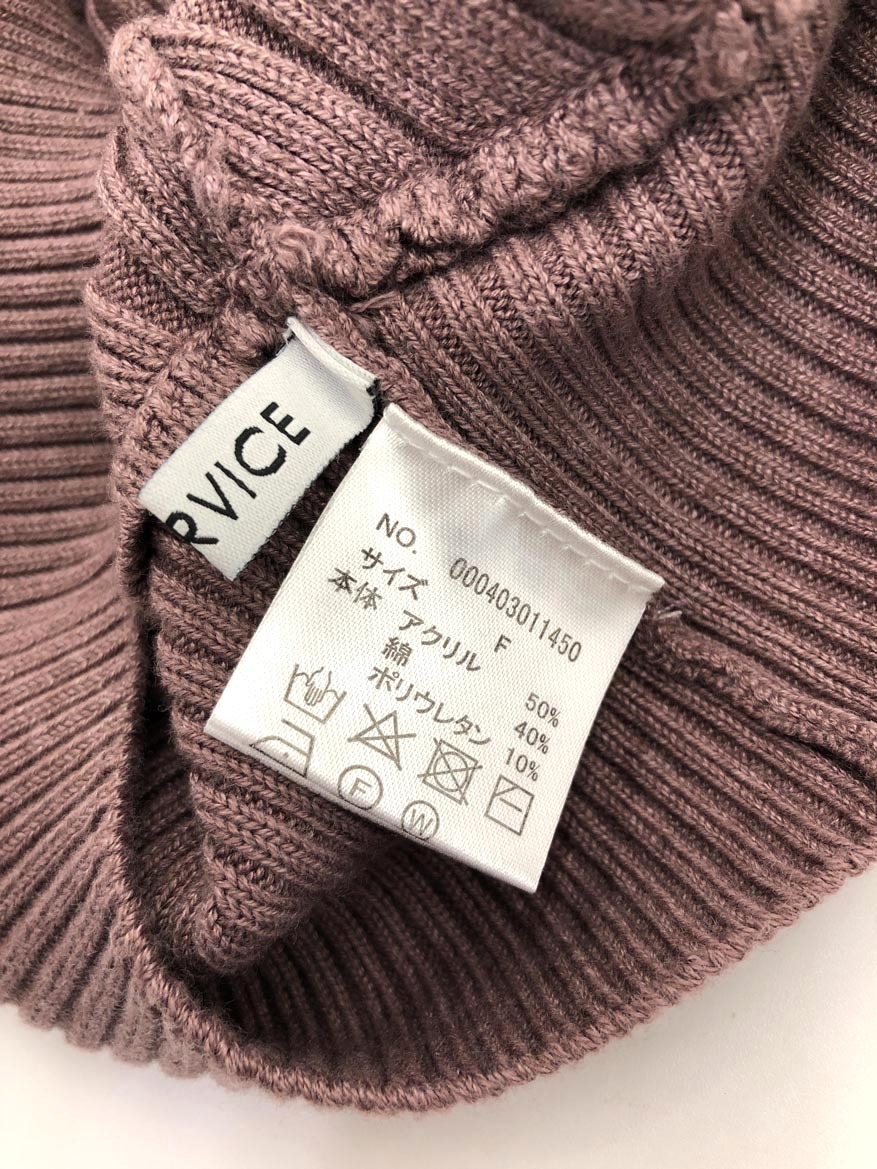 RVICE
NO. 000403011450
サイズ F
本体 アクリル 50%
綿 40%
ポリウレタン 10%
F
W